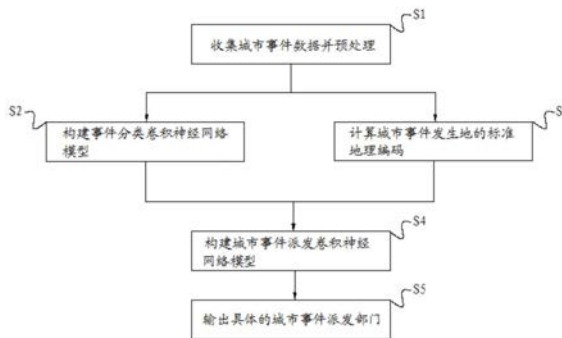 S1
收集城市事件数据并预处理
S2
构建事件分类卷积神经网络
模型
S
计算城市事件发生地的标准
地理编码
S4
构建城市事件派发卷积神经
网络模型
S5
输出具体的城市事件派发部门